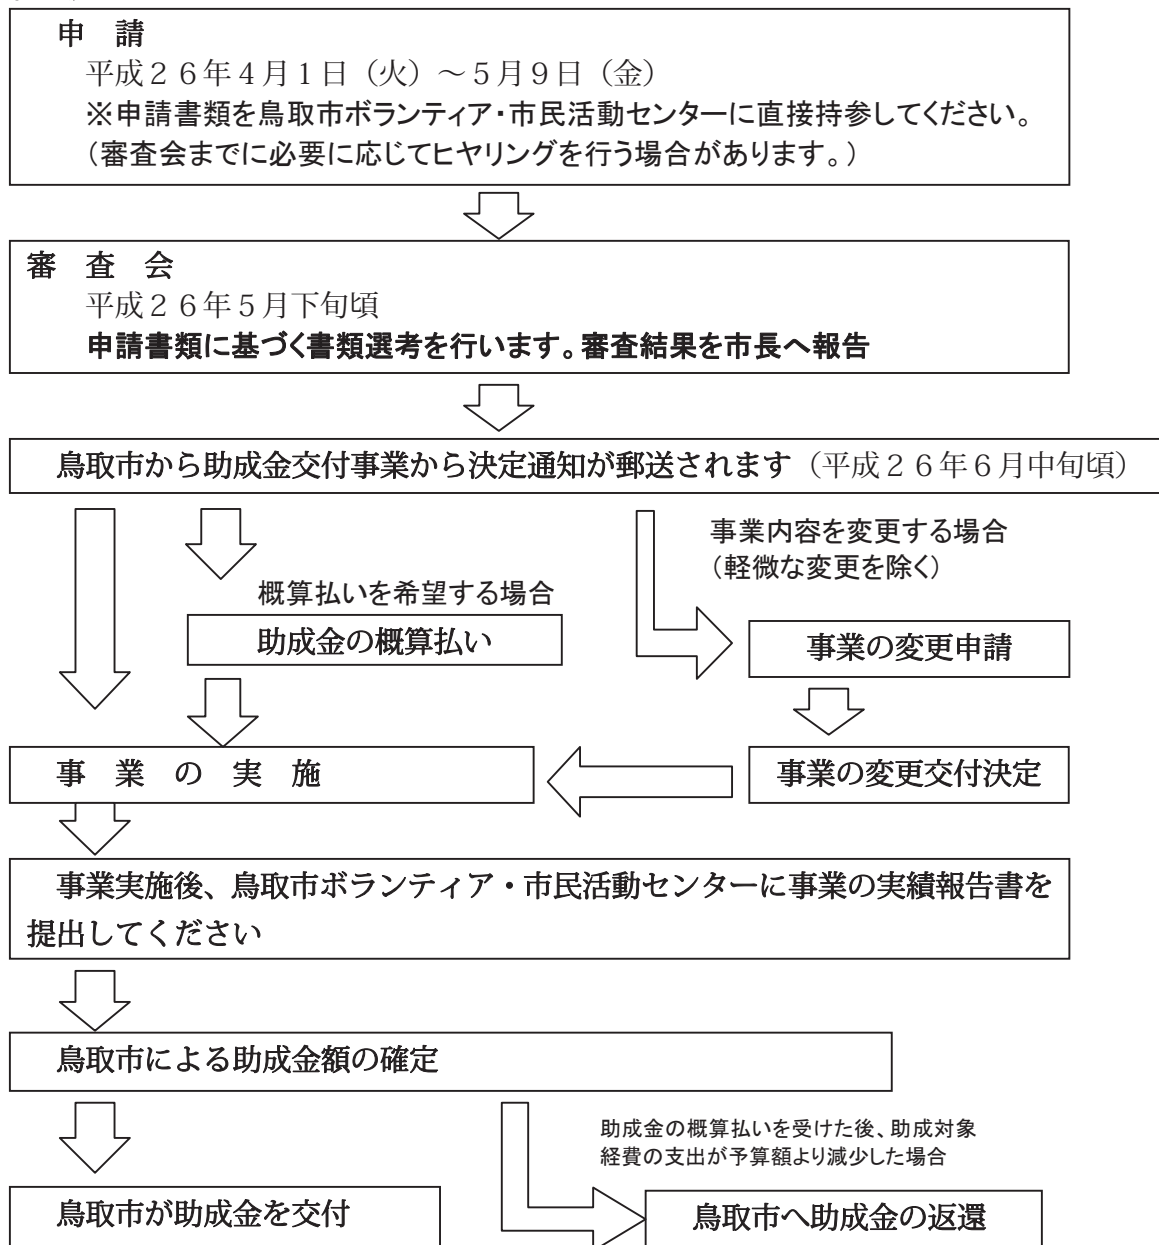 申　請
平成２６年４月１日（火）～５月９日（金）
※申請書類を鳥取市ボランティア・市民活動センターに直接持参してください。
（審査会までに必要に応じてヒヤリングを行う場合があります。）
審　査　会
平成２６年５月下旬頃
申請書類に基づく書類選考を行います。審査結果を市長へ報告
鳥取市から助成金交付事業から決定通知が郵送されます（平成２６年６月中旬頃）
事業内容を変更する場合
（軽微な変更を除く）
概算払いを希望する場合
助成金の概算払い
事業の変更申請
事　業　の　実　施
事業の変更交付決定
事業実施後、鳥取市ボランティア・市民活動センターに事業の実績報告書を
提出してください
鳥取市による助成金額の確定
助成金の概算払いを受けた後、助成対象
経費の支出が予算額より減少した場合
鳥取市が助成金を交付
鳥取市へ助成金の返還